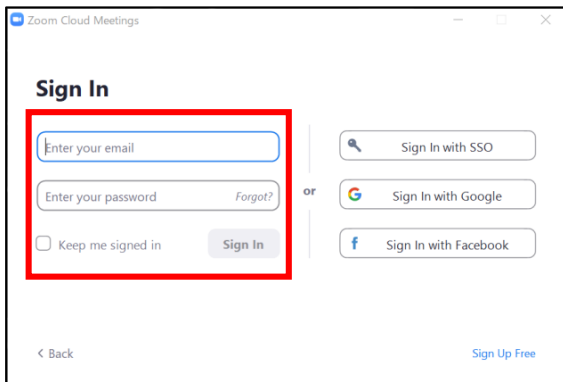 Zoom Cloud Meetings
Sign In
Enter your email
Enter your password Forgot?
Keep me signed in Sign In
or
Sign In with SSO
Sign In with Google
Sign In with Facebook
< Back
Sign Up Free